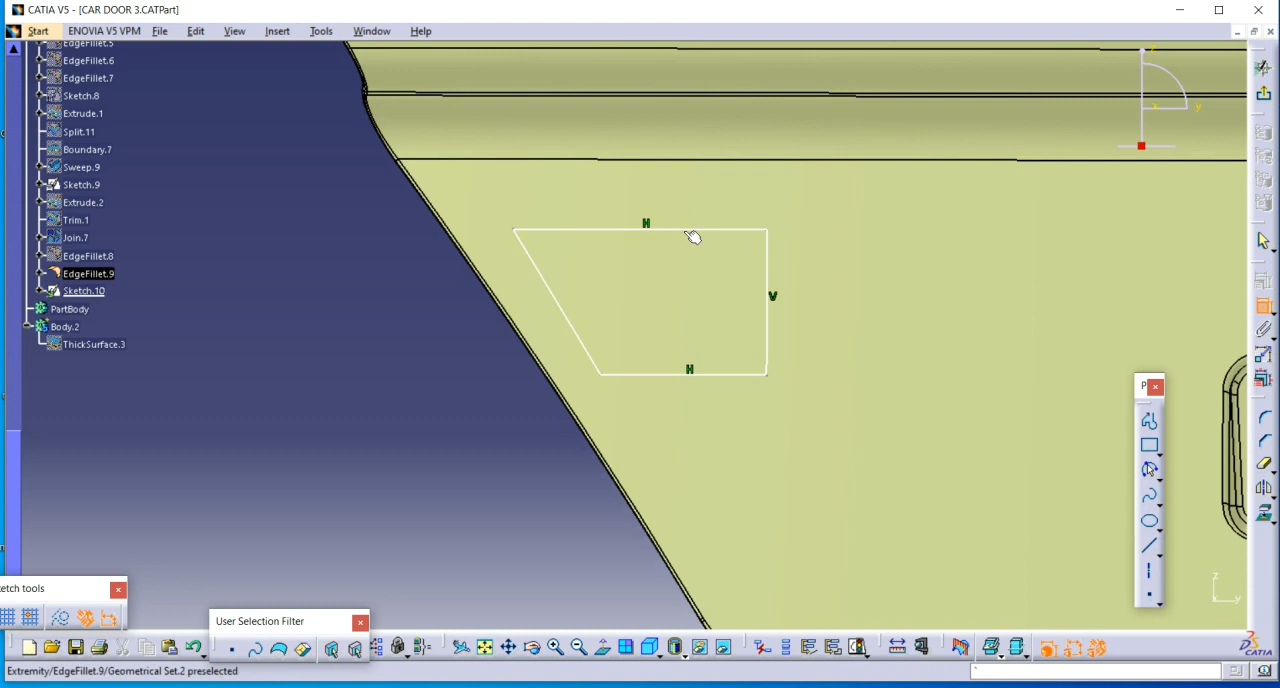 CATIA V5 - [CAR DOOR 3.CATPart]
Start ENOVIA V5 VPM File Edit View Insert Tools Window Help
EdgeFillet.5
EdgeFillet.6
EdgeFillet.7
Sketch.8
Extrude.1
Split.11
Boundary.7
Sweep.9
Sketch.9
Extrude.2
Trim.1
Join.7
EdgeFillet.8
EdgeFillet.9
Sketch.10
PartBody
Body.2
ThickSurface.3
H
V
H
x y
P
z
y
etch tools
User Selection Filter
CATIA
Extremity/EdgeFillet.9/Geometrical Set.2 preselected